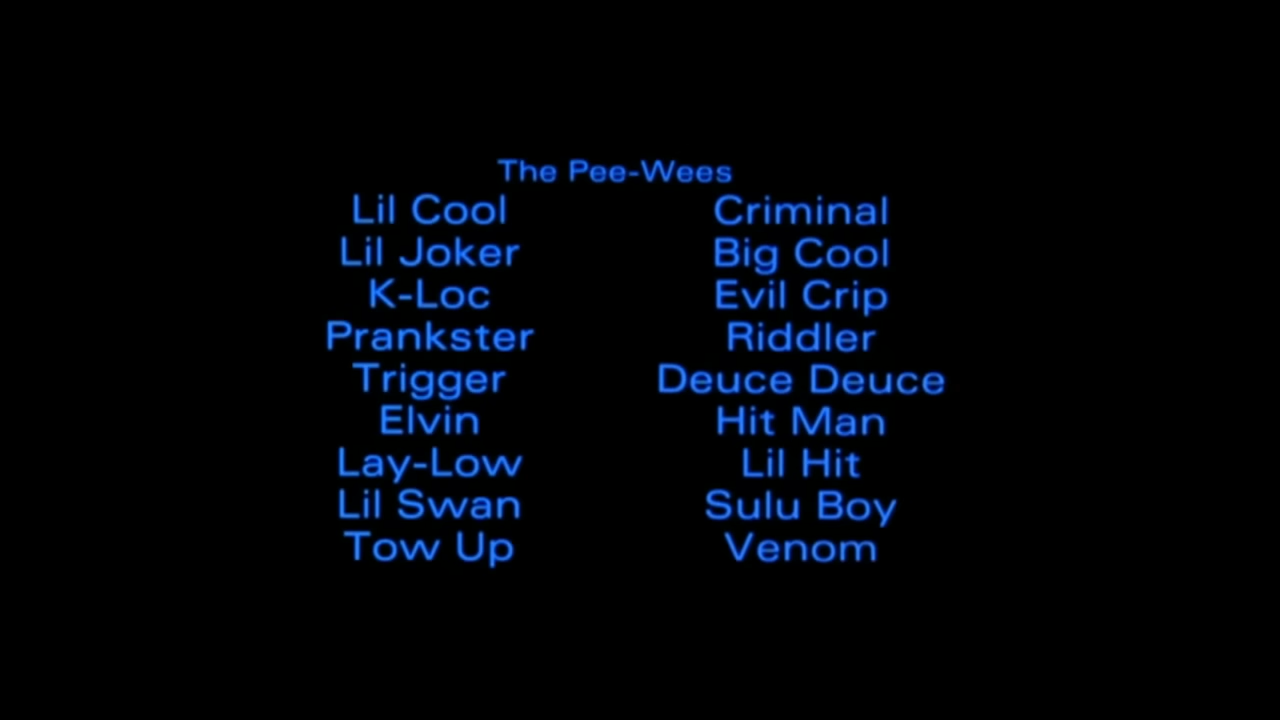 The Pee-Wees
Lil Cool Criminal
Lil Joker Big Cool
K-Loc Evil Crip
Prankster Riddler
Trigger Deuce Deuce
Elvin Hit Man
Lay-Low Lil Hit
Lil Swan Sulu Boy
Tow Up Venom